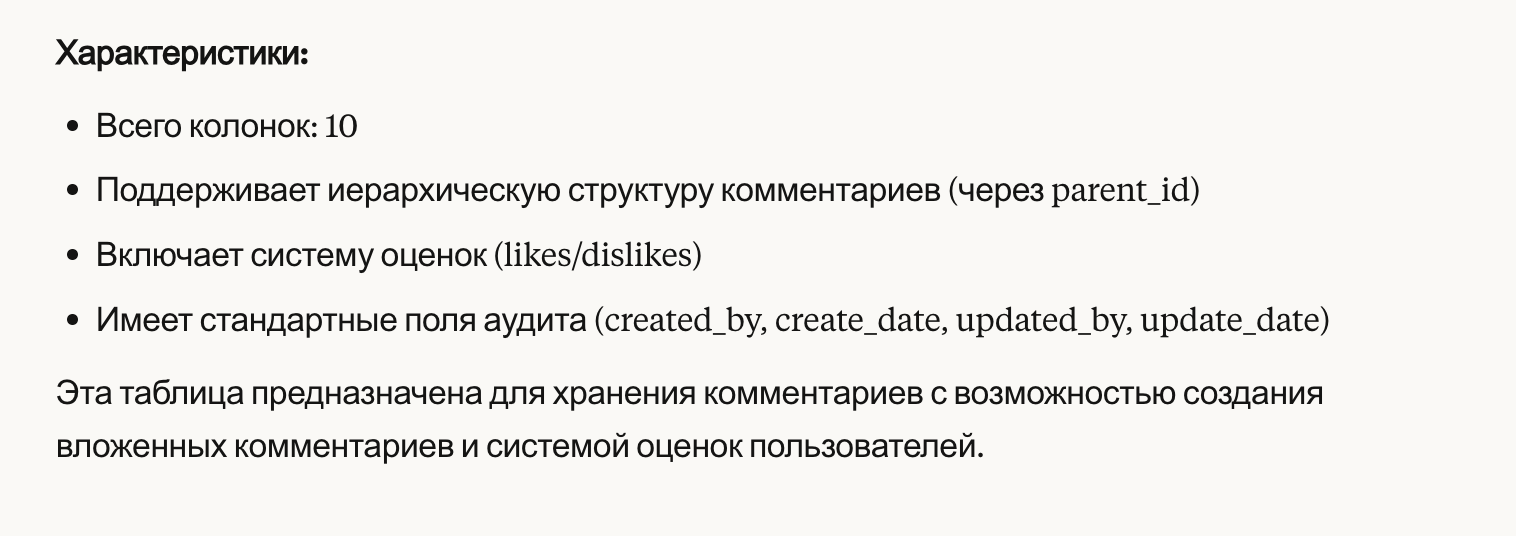 Характеристики:
• Всего колонок: 10
• Поддерживает иерархическую структуру комментариев (через parent_id)
• Включает систему оценок (likes/dislikes)
• Имеет стандартные поля аудита (created_by, create_date, updated_by, update_date)
Эта таблица предназначена для хранения комментариев с возможностью создания
вложенных комментариев и системой оценок пользователей.